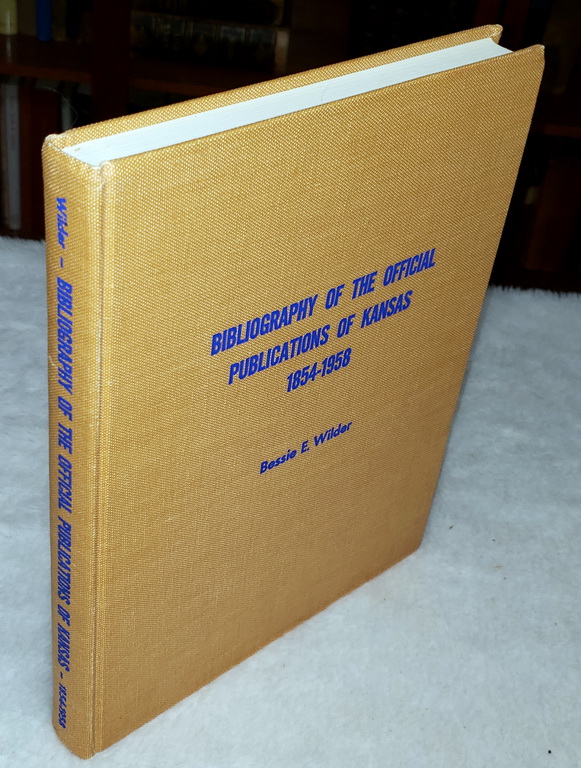 BIBLIOGRAPHY OF THE OFFICIAL
PUBLICATIONS OF KANSAS
1854-1958
Bessie E. Wilder
Wilder - BIBLIOGRAPHY OF THE OFFICIAL PUBLICATIONS OF KANSAS - 1854-1958